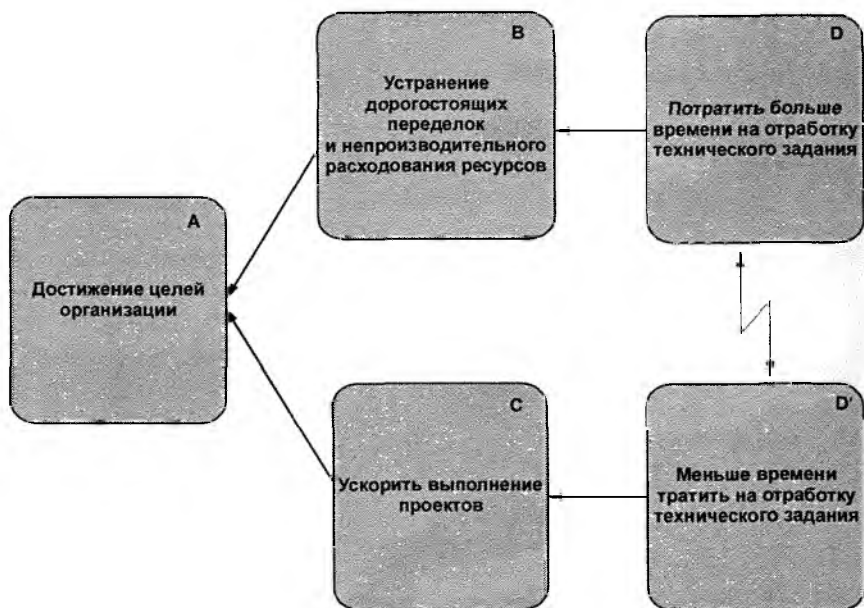 B
Устранение
дорогостоящих
переделок
и непроизводительного
расходования ресурсов
D
Потратить больше
времени на отработку
технического задания
A
Достижение целей
организации
C
Ускорить выполнение
проектов
D'
Меньше времени
тратить на отработку
технического задания